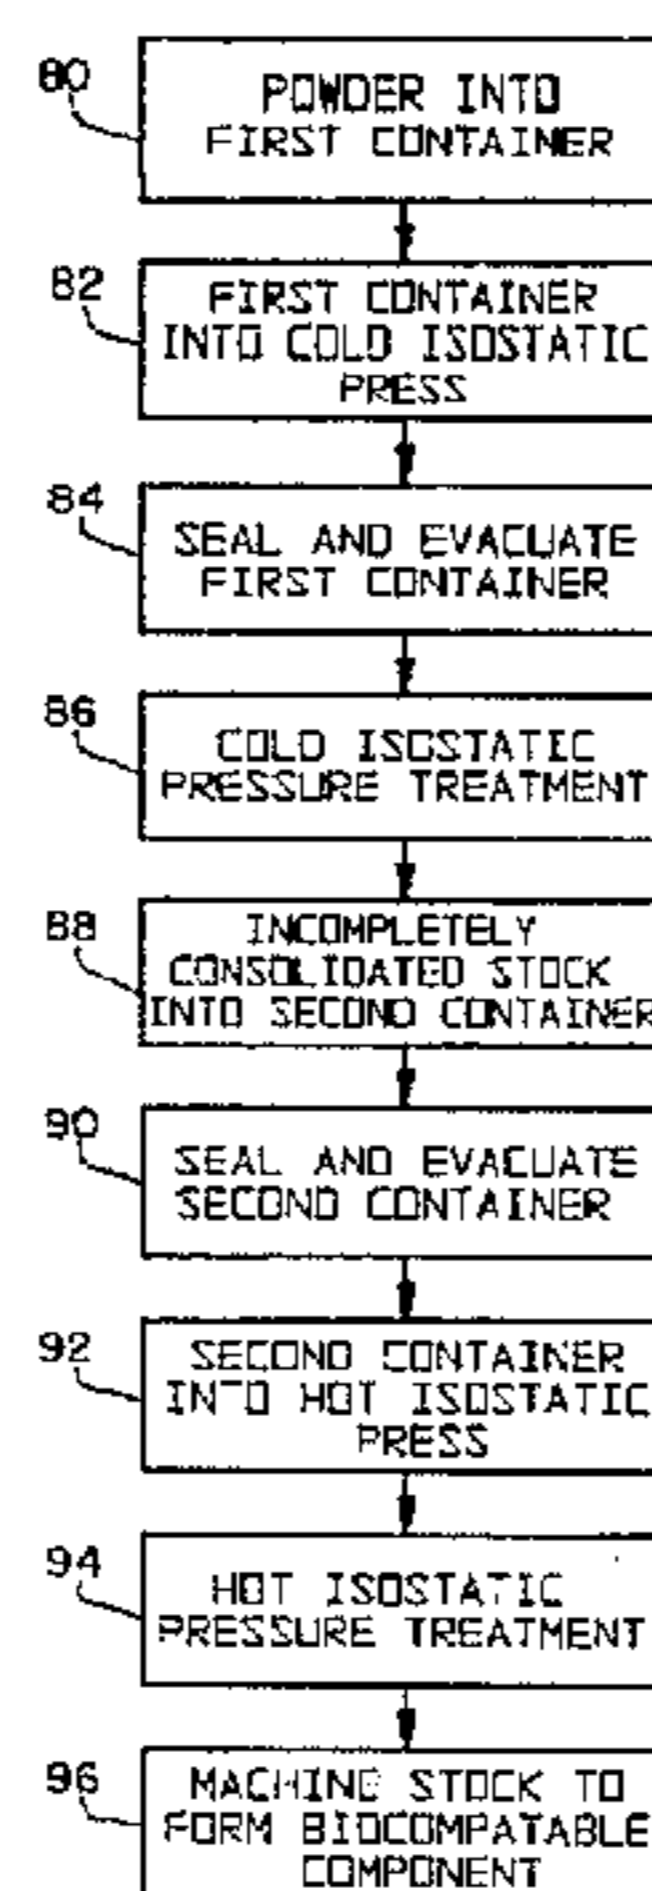 80
POWDER INTO
FIRST CONTAINER
82
FIRST CONTAINER
INTO COLD ISOSTATIC
PRESS
84
SEAL AND EVACUATE
FIRST CONTAINER
86
COLD ISOSTATIC
PRESSURE TREATMENT
88
INCOMPLETELY
CONSOLIDATED STOCK
INTO SECOND CONTAINER
90
SEAL AND EVACUATE
SECOND CONTAINER
92
SECOND CONTAINER
INTO HOT ISOSTATIC
PRESS
94
HOT ISOSTATIC
PRESSURE TREATMENT
96
MACHINE STOCK TO
FORM BIOCOMPATABLE
COMPONENT